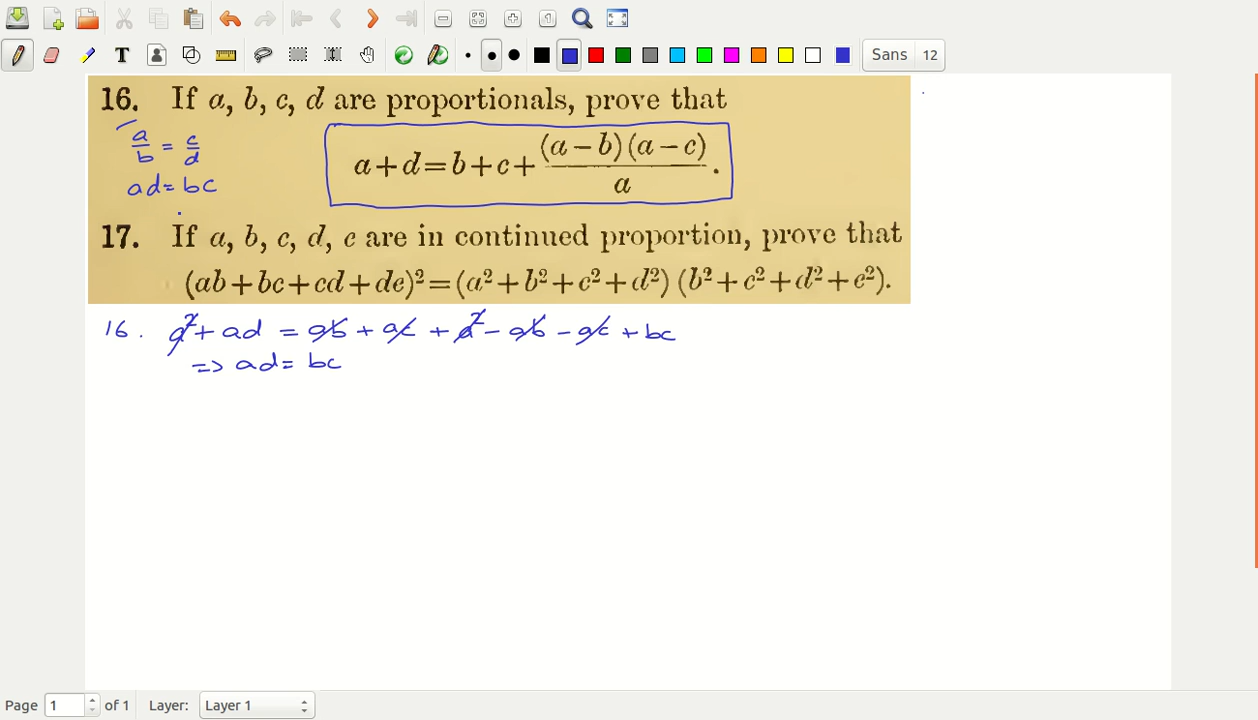 T
Sans 12
16. If a, b, c, d are proportionals, prove that
a/b = c/d
a+d=b+c+(a−b)(a−c)/a.
ad=bc
17. If a, b, c, d, e are in continued proportion, prove that
(ab+bc+cd+de)²=(a²+b²+c²+d²)(b²+c²+d²+e²).
16. a²+ad = ab + ac + a² − ab − ac + bc
=> ad= bc
Page 1 of 1 Layer: Layer 1